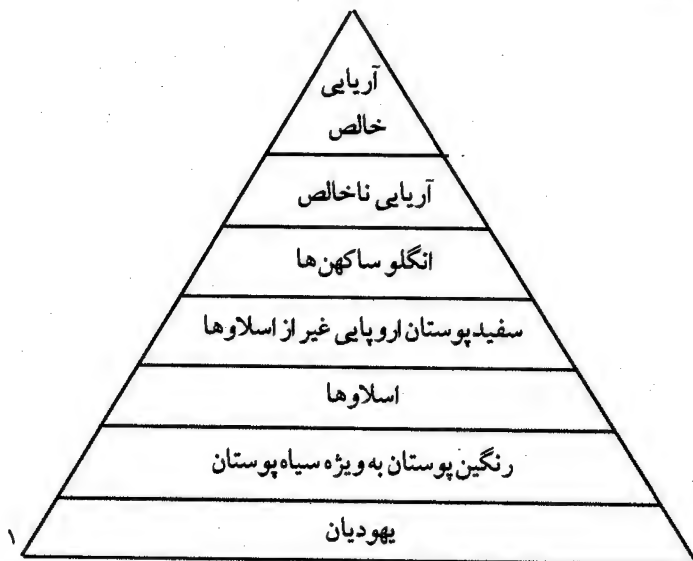 آریایی
خالص
آریایی ناخالص
انگلو ساکهن‌ها
سفیدپوستان اروپایی غیر از اسلاوها
اسلاوها
رنگین‌پوستان به ویژه سیاه‌پوستان
یهودیان
۱